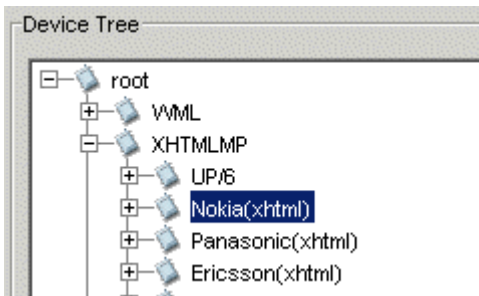 Device Tree
root
WML
XHTMLMP
UP/6
Nokia(xhtml)
Panasonic(xhtml)
Ericsson(xhtml)